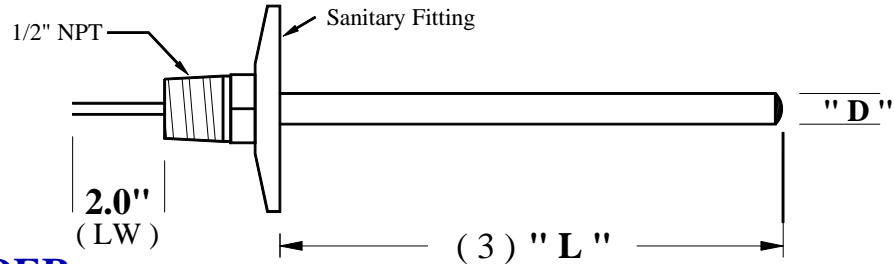 Sanitary Fitting
1/2" NPT
" D "
2.0"
( LW )
( 3 ) " L "